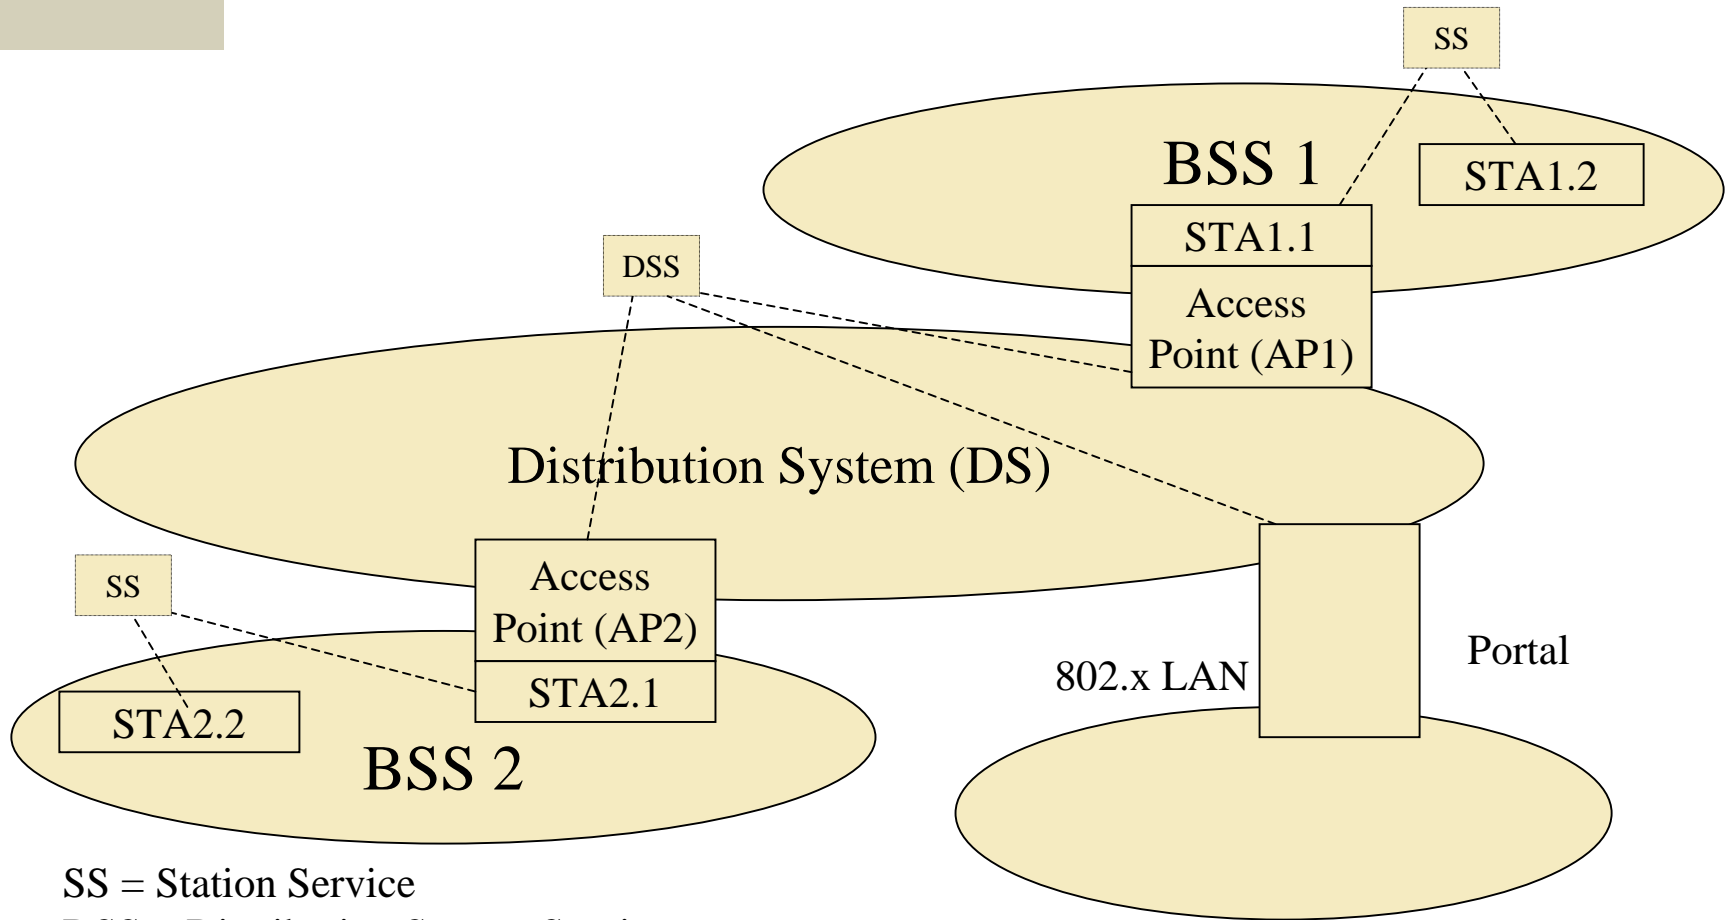 SS
BSS 1
STA1.2
STA1.1
DSS
Access
Point (AP1)
Distribution System (DS)
SS
Access
Point (AP2)
STA2.1
STA2.2
BSS 2
802.x LAN
Portal
SS = Station Service